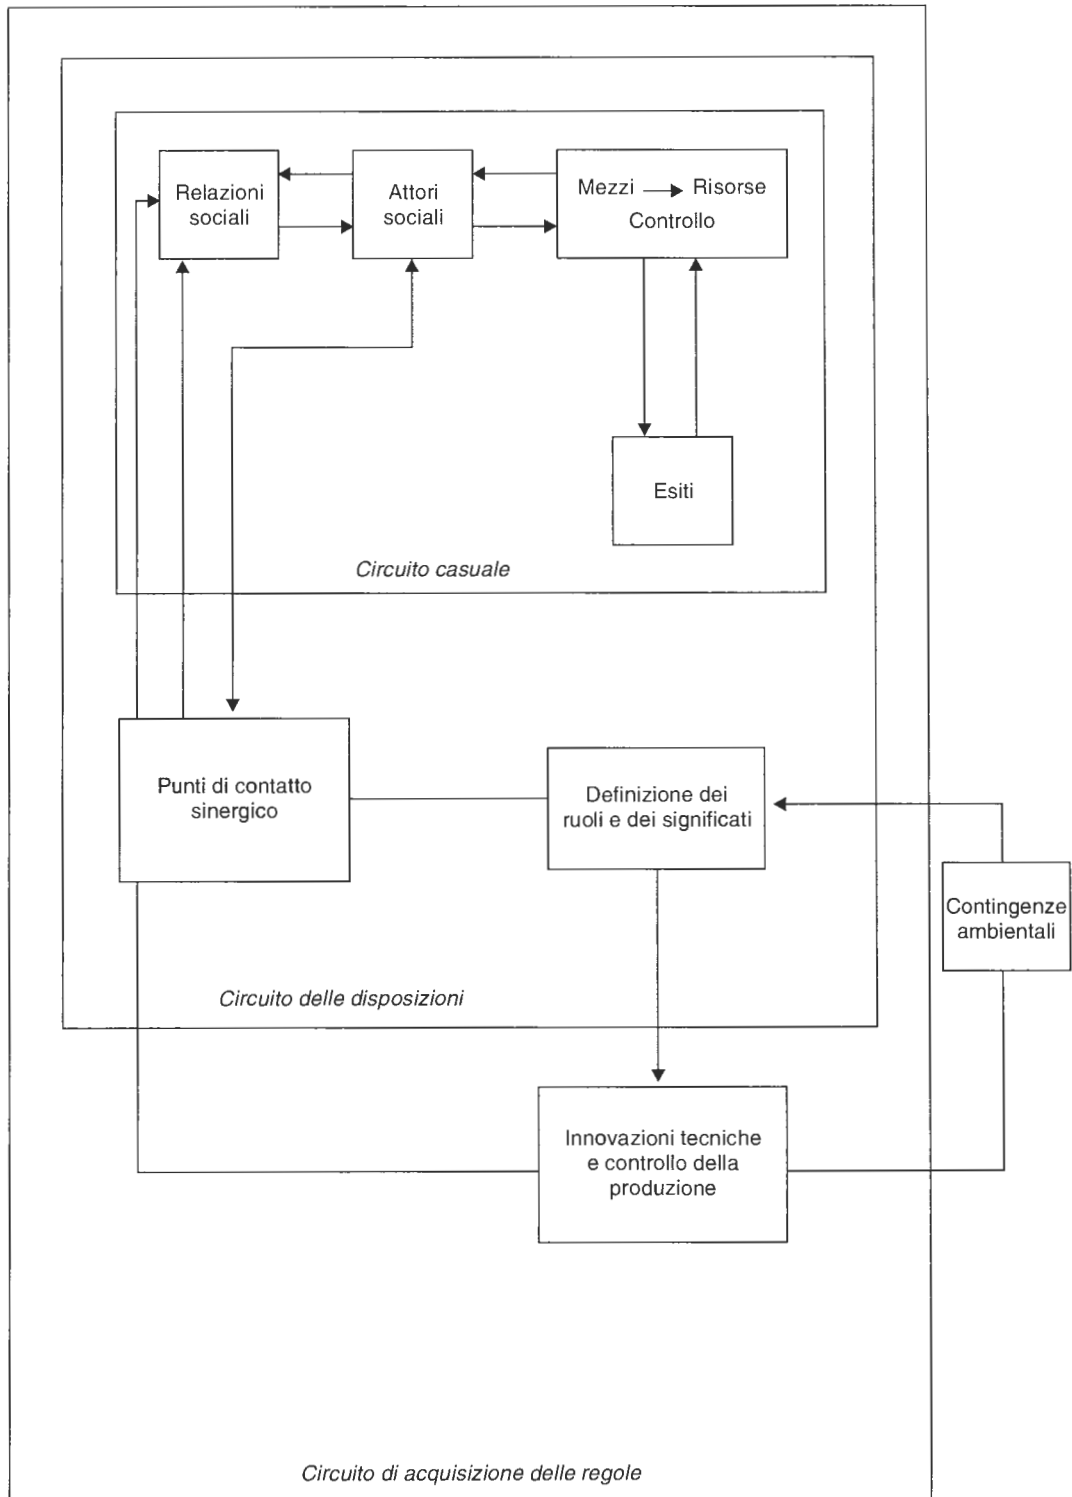 Relazioni
sociali
Attori
sociali
Mezzi Risorse
Controllo
Esiti
Circuito casuale
Punti di contatto
sinergico
Definizione dei
ruoli e dei significati
Contingenze
ambientali
Circuito delle disposizioni
Innovazioni tecniche
e controllo della
produzione
Circuito di acquisizione delle regole